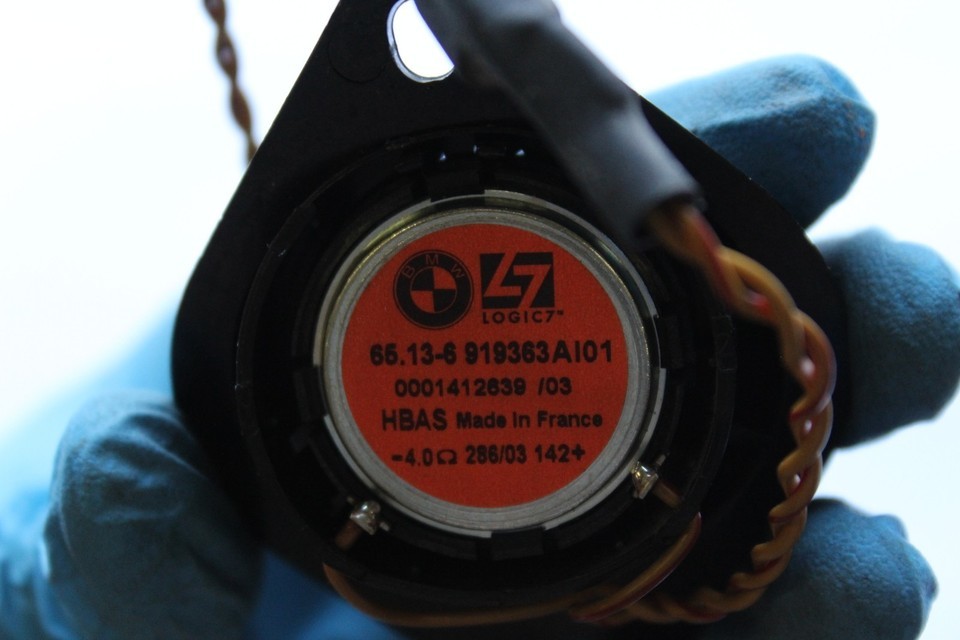 BMW
L7
LOGIC7™
65.13-6 919363AI01
0001412639 /03
HBAS Made in France
-4.0Ω 286/03 142+